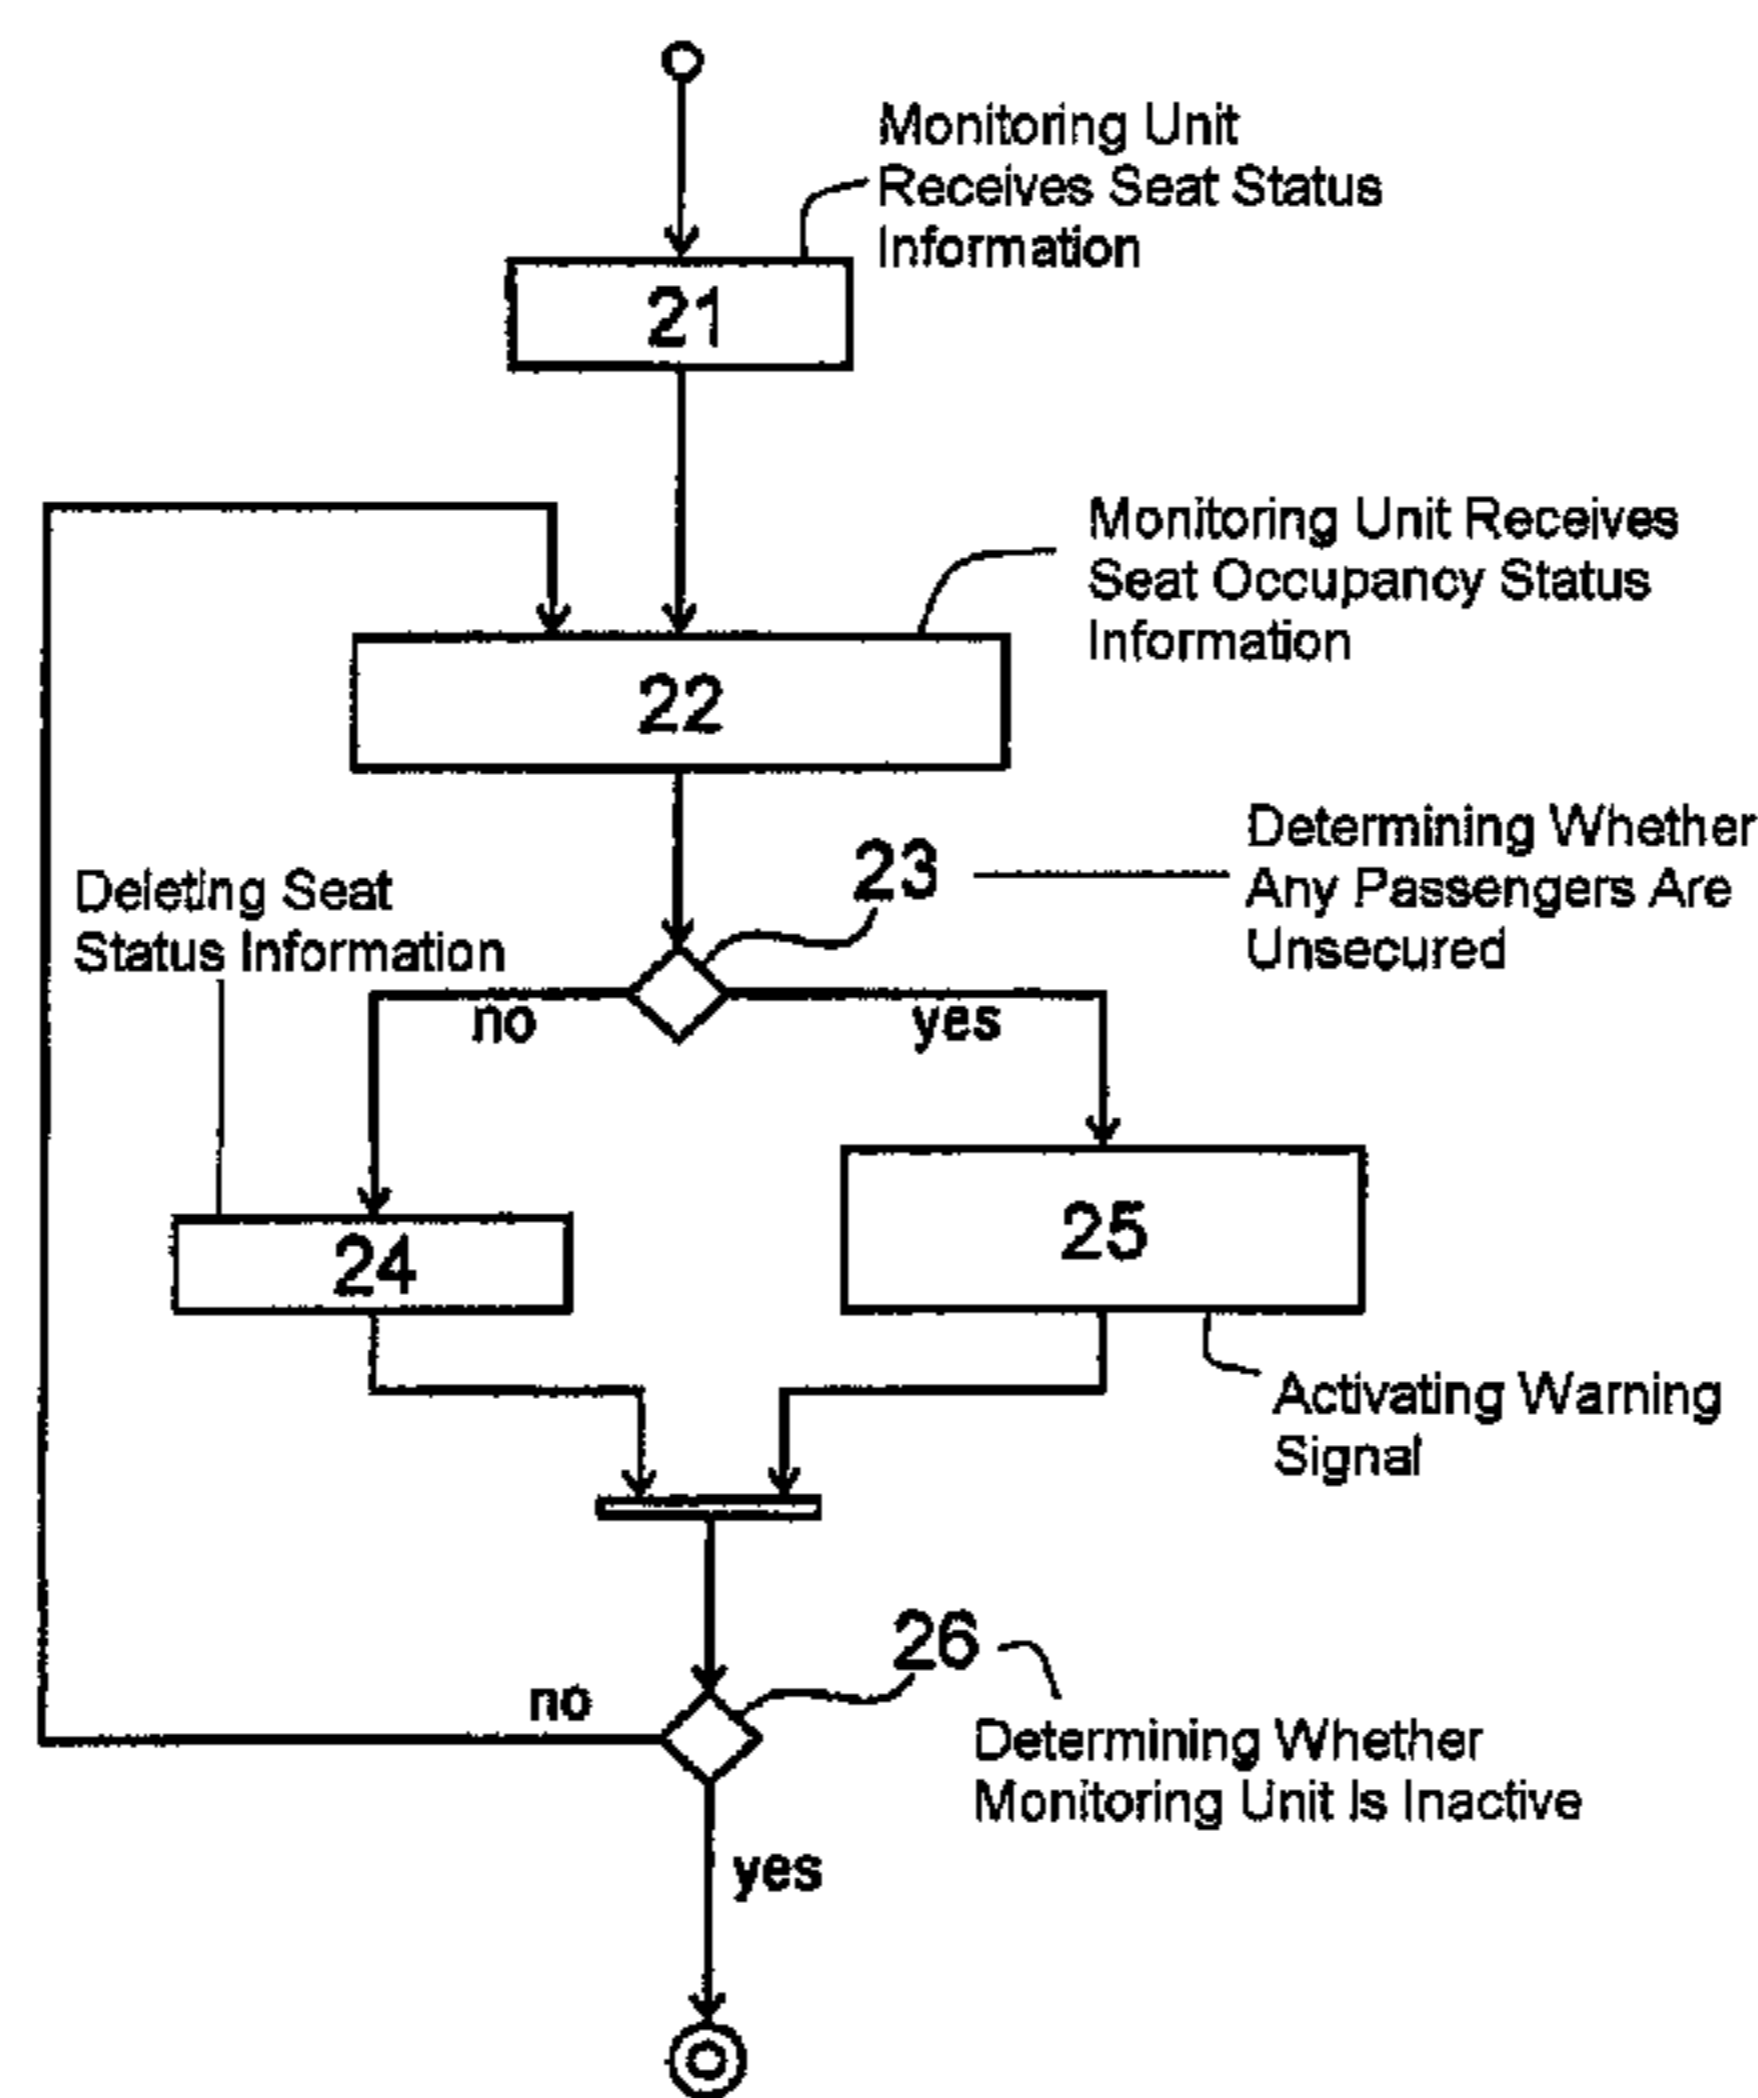 Monitoring Unit
Receives Seat Status
Information
21
Monitoring Unit Receives
Seat Occupancy Status
Information
22
23
Determining Whether
Any Passengers Are
Unsecured
Deleting Seat
Status Information
no
yes
24
25
Activating Warning
Signal
26
no
Determining Whether
Monitoring Unit Is Inactive
yes